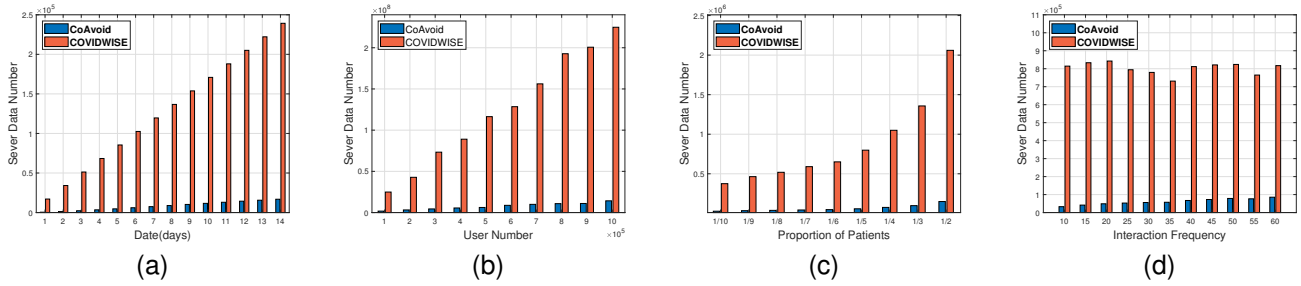 ×10^5
CoAvoid
COVIDWISE
Sever Data Number
2.5
2
1.5
1
0.5
0
1 2 3 4 5 6 7 8 9 10 11 12 13 14
Date(days)
(a)
×10^8
CoAvoid
COVIDWISE
Sever Data Number
2.5
2
1.5
1
0.5
0
1 2 3 4 5 6 7 8 9 10
User Number
×10^5
(b)
×10^6
CoAvoid
COVIDWISE
Sever Data Number
2.5
2
1.5
1
0.5
1/10 1/9 1/8 1/7 1/6 1/5 1/4 1/3 1/2
Proportion of Patients
(c)
×10^5
CoAvoid
COVIDWISE
Sever Data Number
11
10
9
8
7
6
5
4
3
2
1
0
10 15 20 25 30 35 40 45 50 55 60
Interaction Frequency
(d)